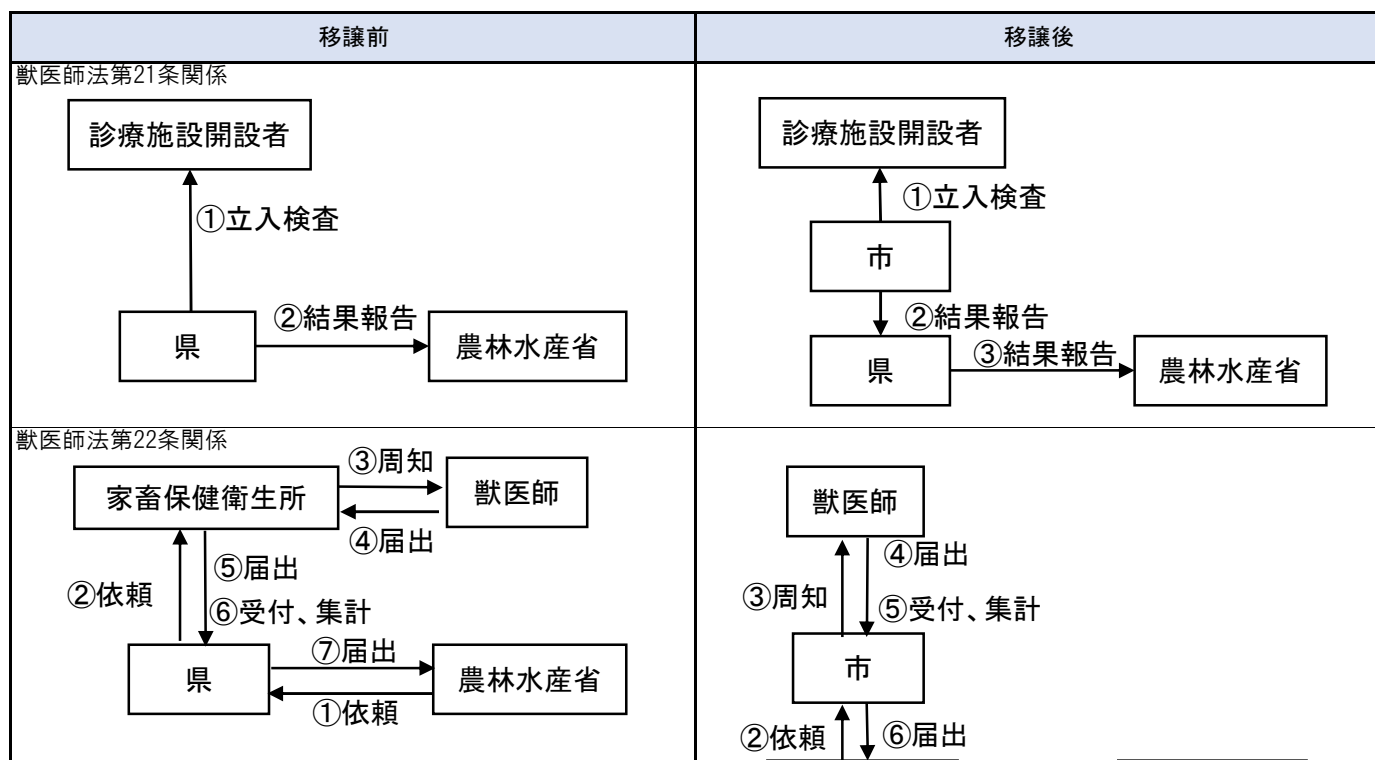 移譲前
移譲後
獣医師法第21条関係
診療施設開設者
①立入検査
県
②結果報告
農林水産省
診療施設開設者
①立入検査
市
②結果報告
県
③結果報告
農林水産省
獣医師法第22条関係
家畜保健衛生所
③周知
獣医師
④届出
②依頼
⑤届出
⑥受付、集計
県
⑦届出
農林水産省
①依頼
獣医師
④届出
③周知
⑤受付、集計
市
②依頼
⑥届出